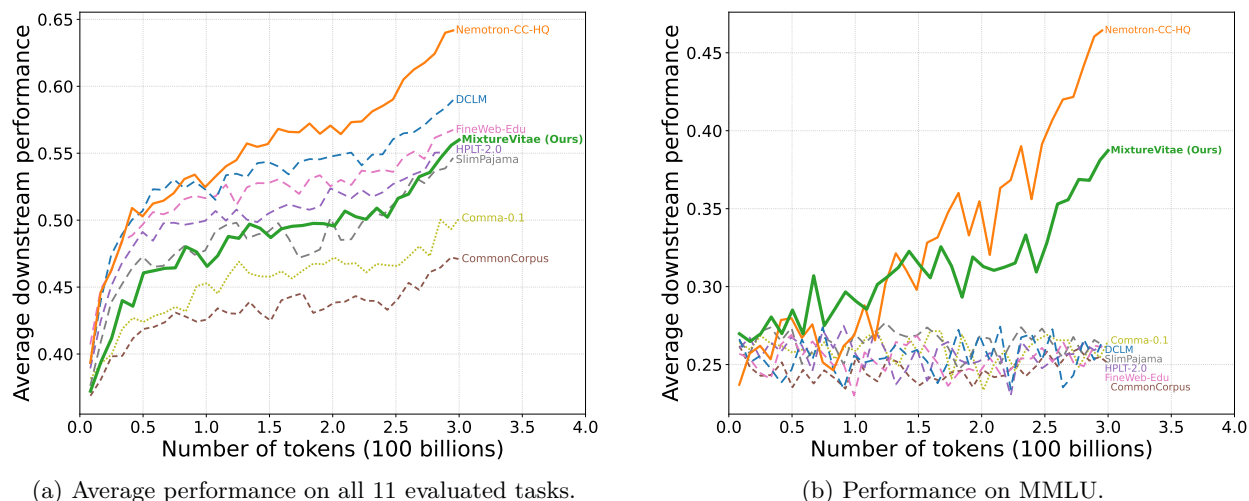 0.65
0.60
0.55
0.50
0.45
0.40
Average downstream performance
Nemotron-CC-HQ
DCLM
FineWeb-Edu
MixtureVitae (Ours)
HPLT-2.0
SlimPajama
Comma-0.1
CommonCorpus
0.0 0.5 1.0 1.5 2.0 2.5 3.0 3.5 4.0
Number of tokens (100 billions)
(a) Average performance on all 11 evaluated tasks.
0.45
0.40
0.35
0.30
0.25
Average downstream performance
Nemotron-CC-HQ
MixtureVitae (Ours)
Comma-0.1
DCLM
SlimPajama
HPLT-2.0
FineWeb-Edu
CommonCorpus
0.0 0.5 1.0 1.5 2.0 2.5 3.0 3.5 4.0
Number of tokens (100 billions)
(b) Performance on MMLU.